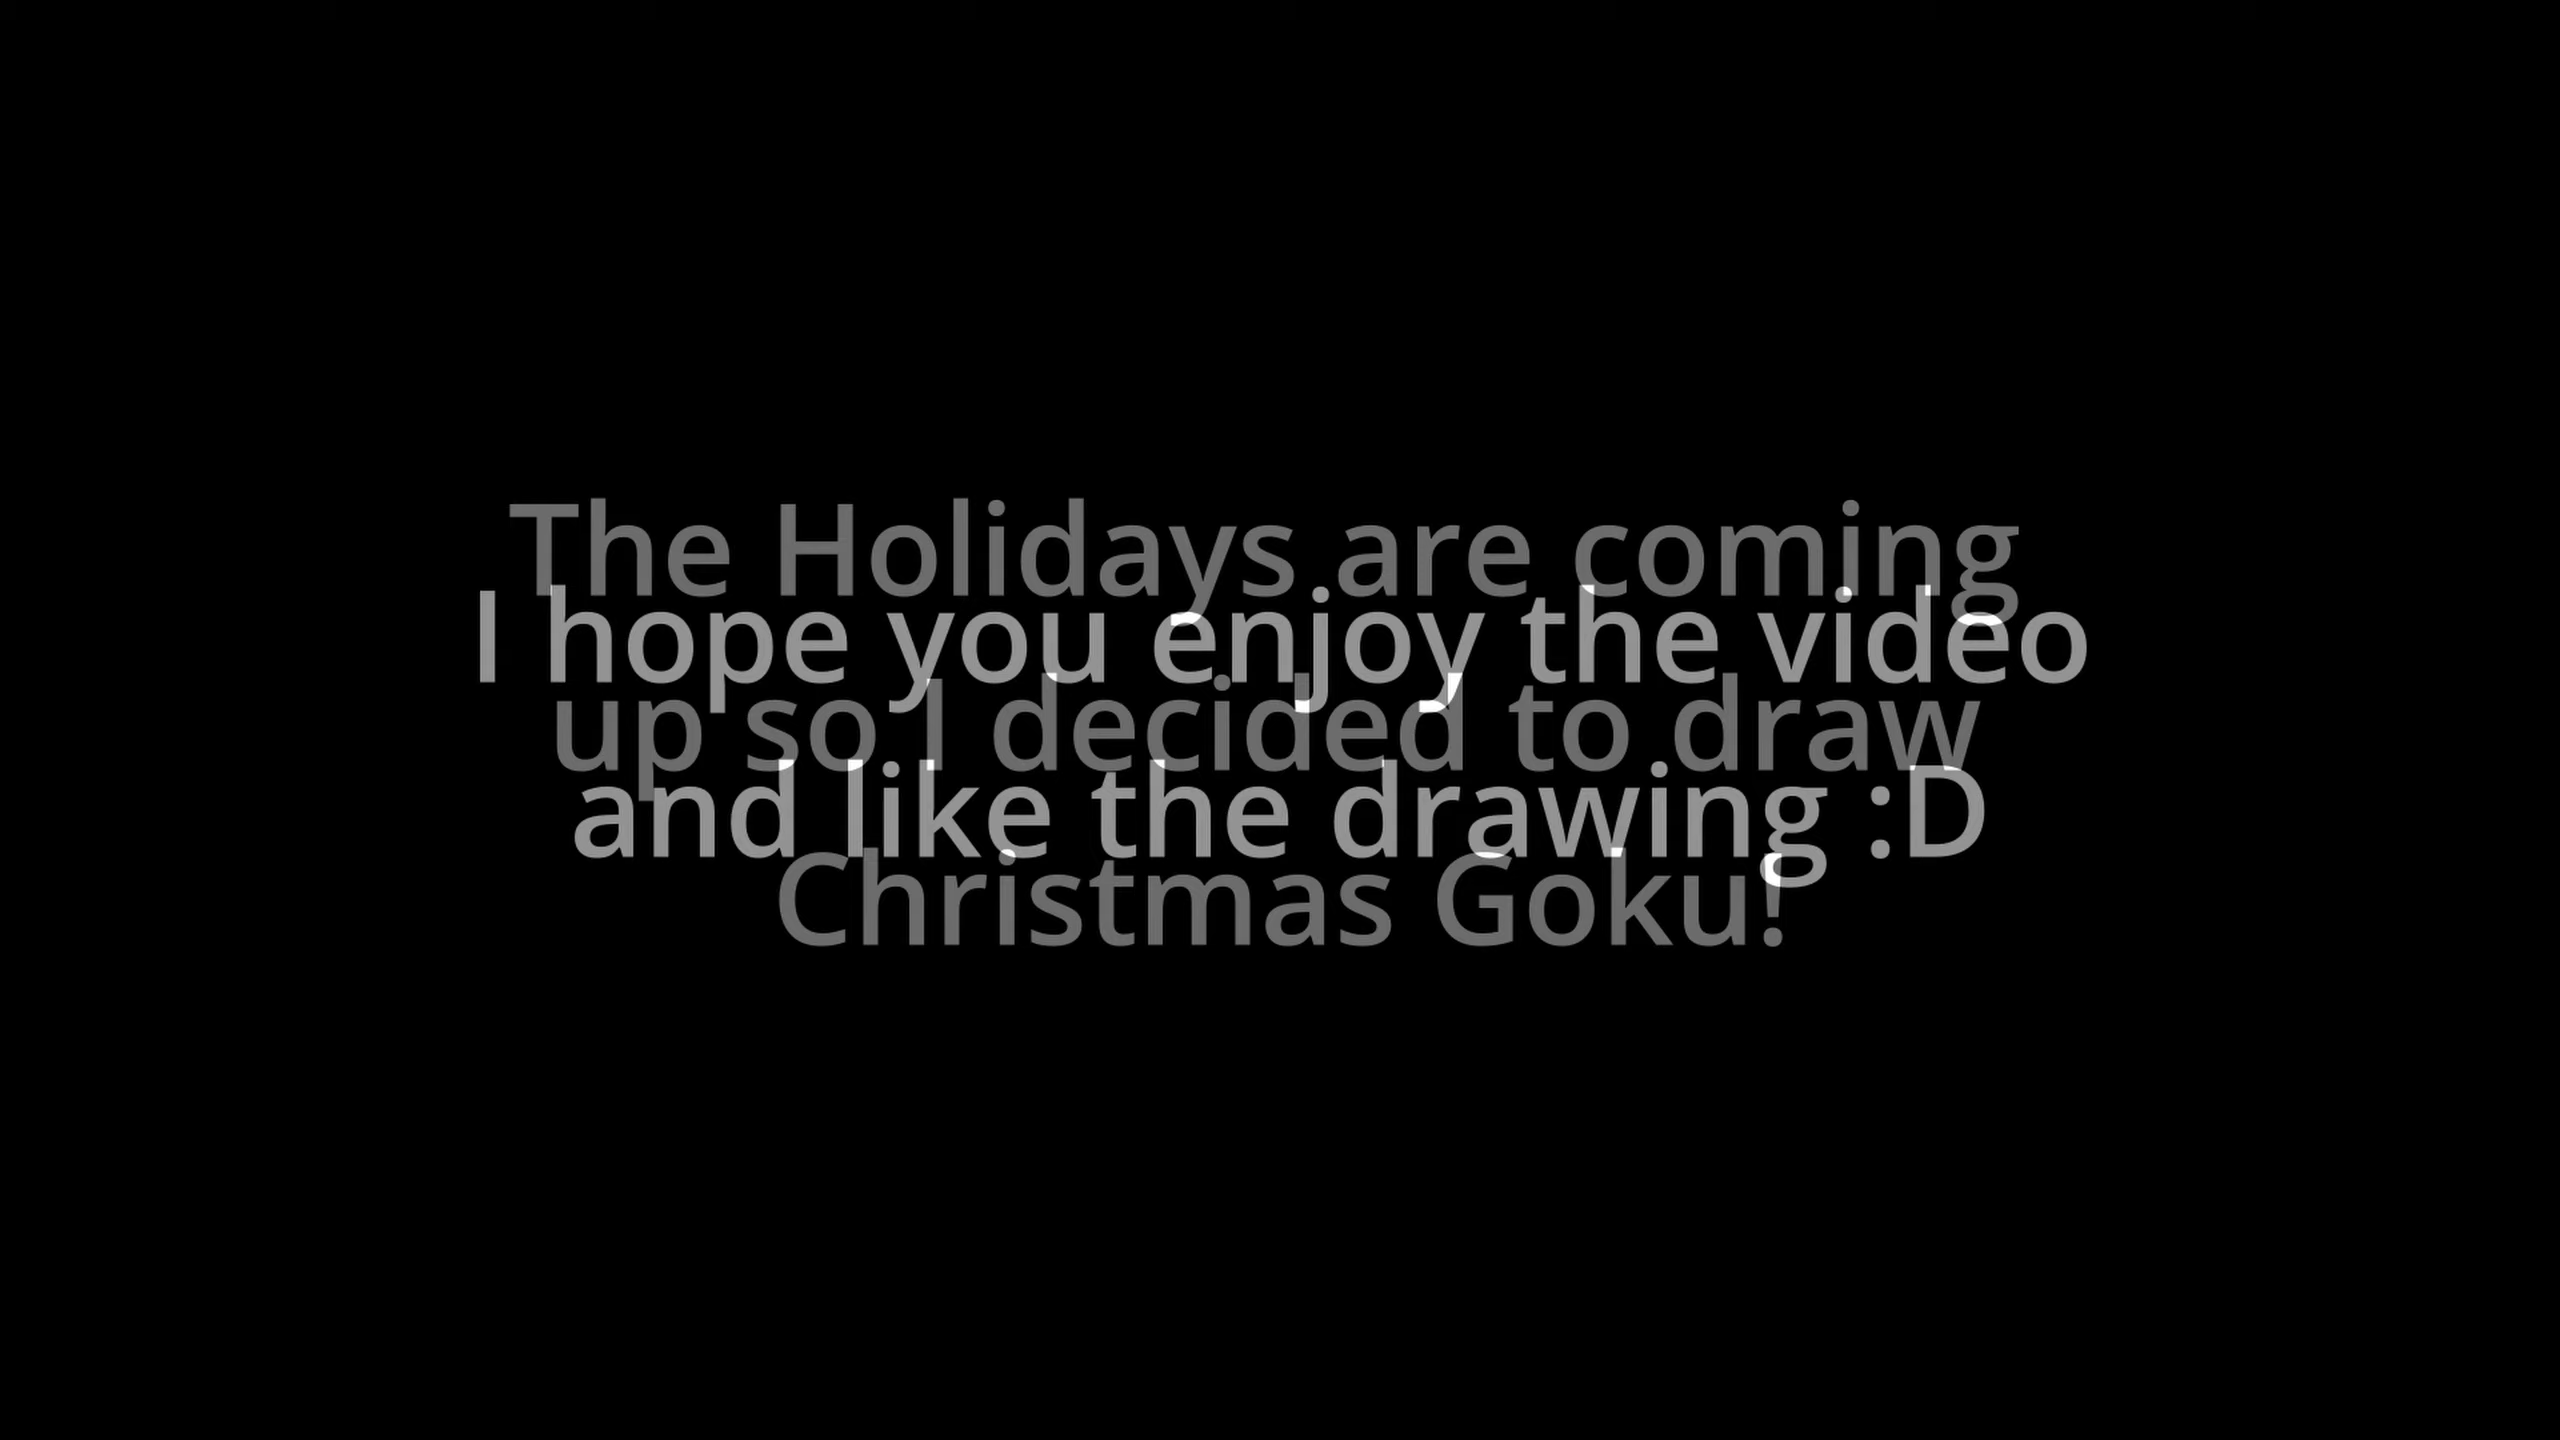 The Holidays are coming
up so I decided to draw
Christmas Goku!
I hope you enjoy the video
and like the drawing :D